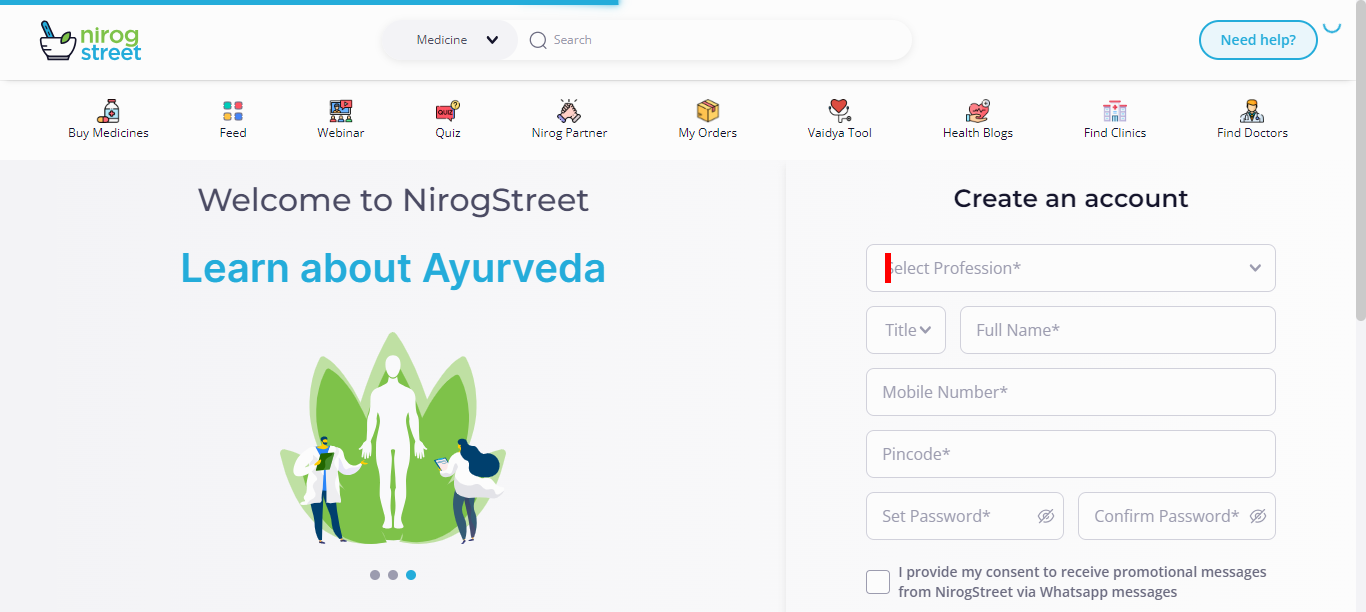 nirog
street
Medicine
Search
Need help?
Buy Medicines
Feed
Webinar
QUIZ
?
Quiz
Nirog Partner
My Orders
Vaidya Tool
Health Blogs
Find Clinics
Find Doctors
Welcome to NirogStreet
Learn about Ayurveda
Create an account
Select Profession*
Title
Full Name*
Mobile Number*
Pincode*
Set Password*
Confirm Password*
I provide my consent to receive promotional messages
from NirogStreet via Whatsapp messages